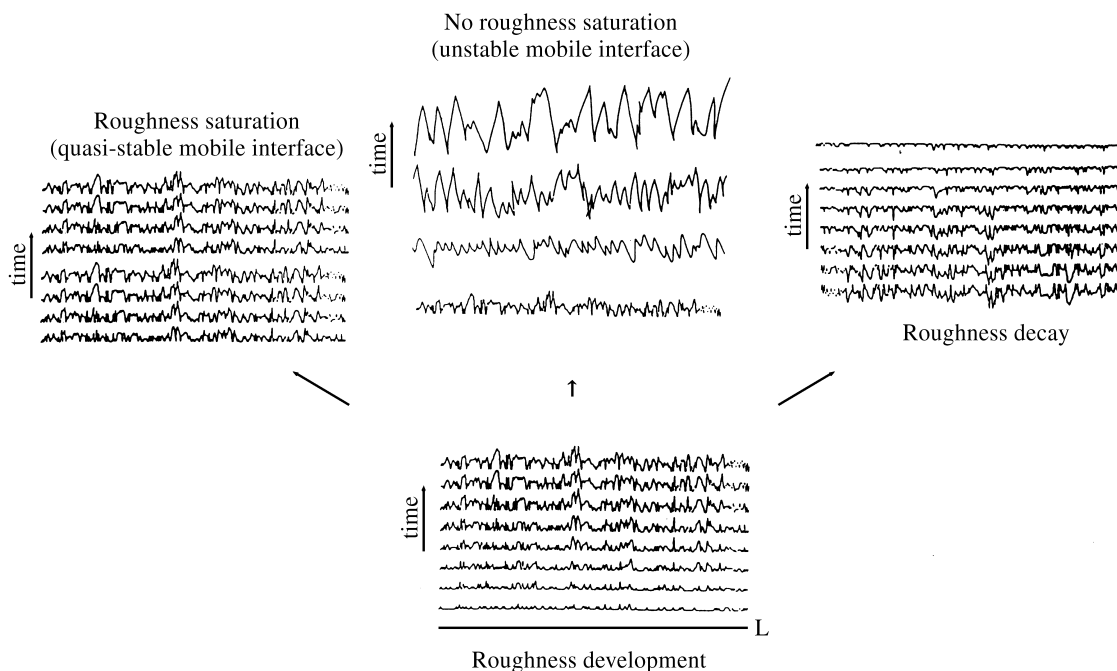 No roughness saturation
(unstable mobile interface)
Roughness saturation
(quasi-stable mobile interface)
time
time
time
Roughness decay
time
L
Roughness development